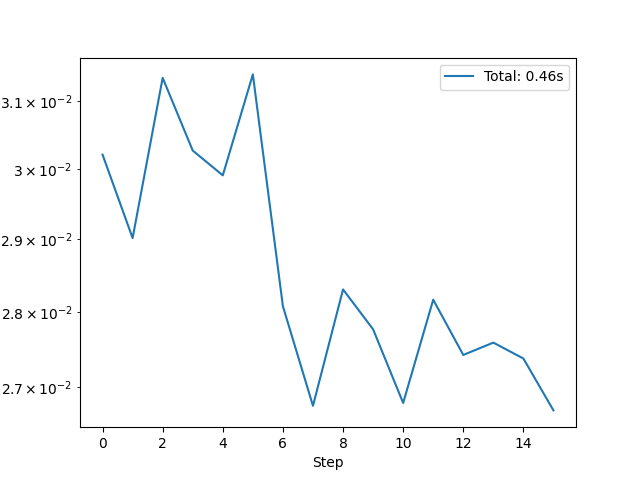 Total: 0.46s
3.1 × 10⁻²
3 × 10⁻²
2.9 × 10⁻²
2.8 × 10⁻²
2.7 × 10⁻²
0 2 4 6 8 10 12 14
Step